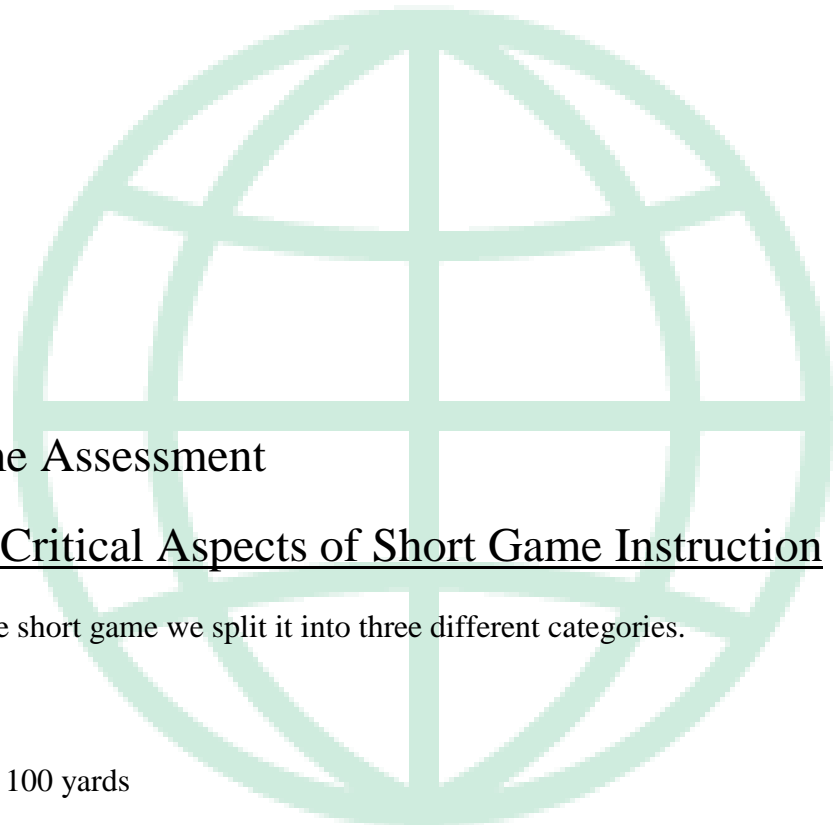 Assessment
Critical Aspects of Short Game Instruction
short game we split it into three different categories.
100 yards